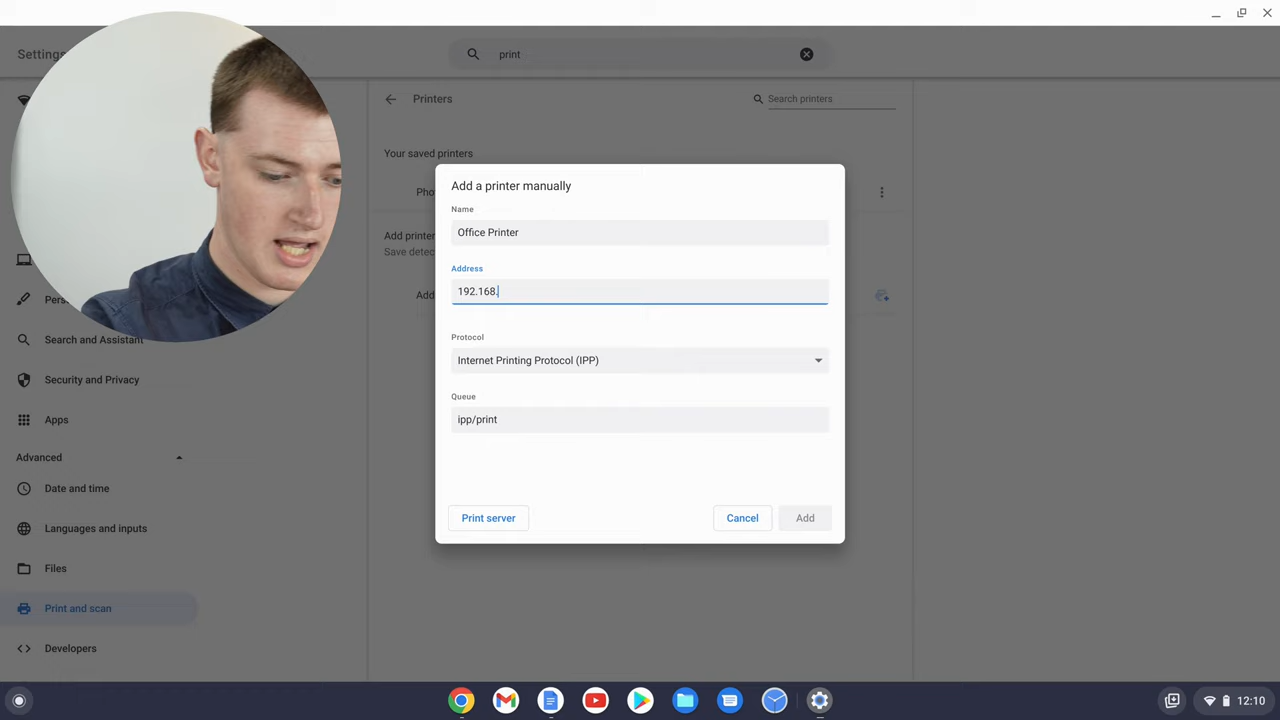 Settings
print
Printers
Search printers
Your saved printers
Pho
Add printer
Save detec
Add
Add a printer manually
Name
Office Printer
Address
192.168.
Protocol
Internet Printing Protocol (IPP)
Queue
ipp/print
Print server
Cancel
Add
Pers
Search and Assistant
Security and Privacy
Apps
Advanced
Date and time
Languages and inputs
Files
Print and scan
Developers
12:10